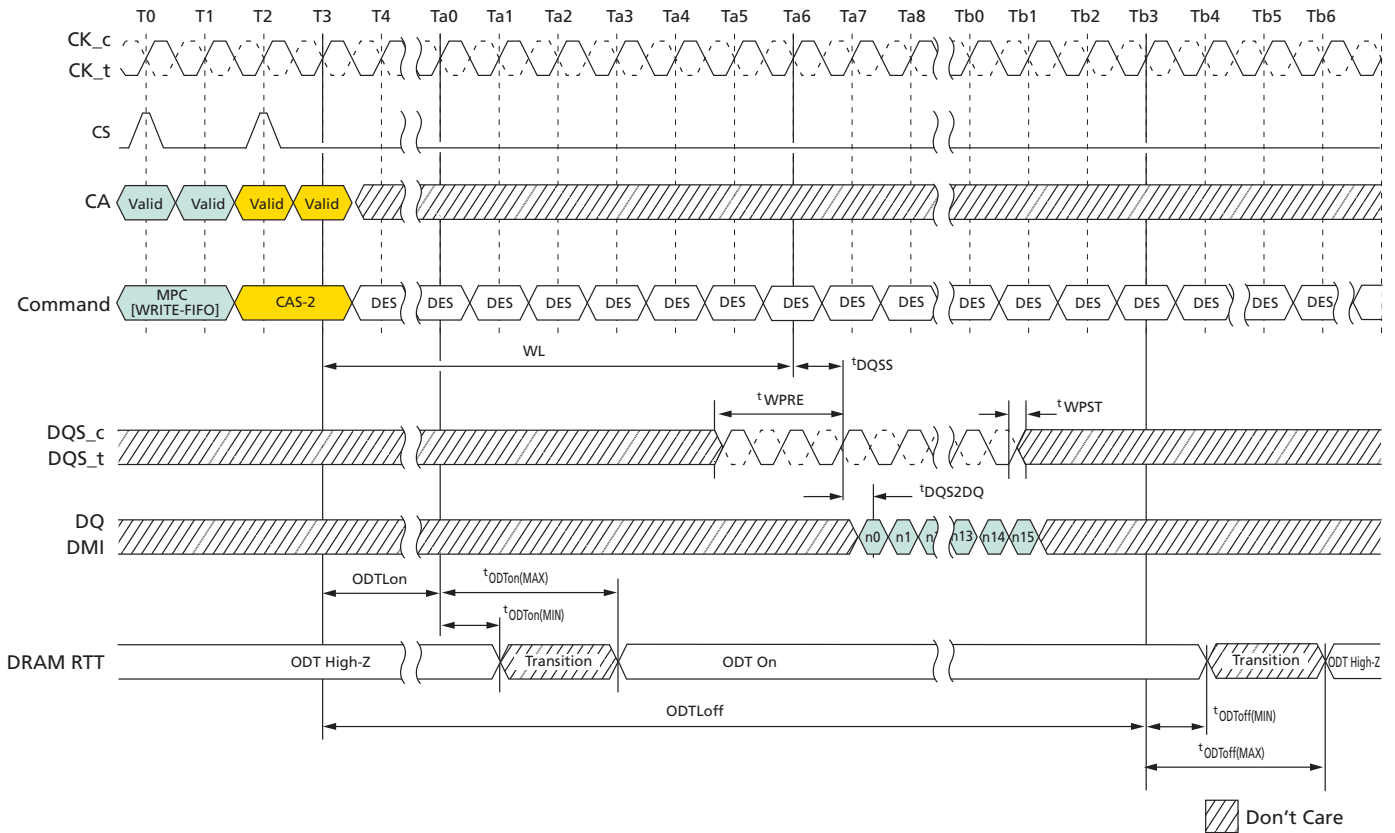 T0 T1 T2 T3 T4 Ta0 Ta1 Ta2 Ta3 Ta4 Ta5 Ta6 Ta7 Ta8 Tb0 Tb1 Tb2 Tb3 Tb4 Tb5 Tb6
CK_c
CK_t
CS
CA Valid Valid Valid Valid
Command MPC [WRITE-FIFO] CAS-2 DES DES DES DES DES DES DES DES DES DES DES DES DES DES DES DES DES
WL tDQSS
tWPRE tWPST
DQS_c
DQS_t
tDQS2DQ
DQ
DMI
n0 n1 n13 n14 n15
ODTLon tODTon(MAX)
tODTon(MIN)
DRAM RTT ODT High-Z Transition ODT On Transition ODT High-Z
ODTLoff tODToff(MIN)
tODToff(MAX)
Don't Care